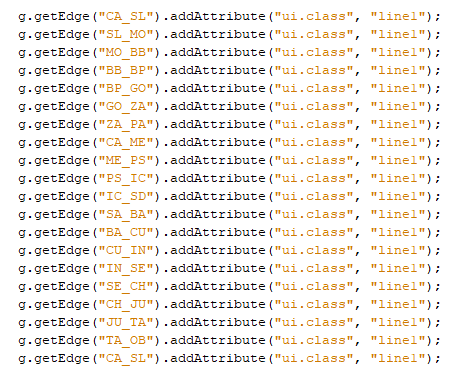 g.getEdge("CA_SL").addAttribute("ui.class", "line1");
g.getEdge("SL_MO").addAttribute("ui.class", "line1");
g.getEdge("MO_BB").addAttribute("ui.class", "line1");
g.getEdge("BB_BP").addAttribute("ui.class", "line1");
g.getEdge("BP_GO").addAttribute("ui.class", "line1");
g.getEdge("GO_ZA").addAttribute("ui.class", "line1");
g.getEdge("ZA_PA").addAttribute("ui.class", "line1");
g.getEdge("CA_ME").addAttribute("ui.class", "line1");
g.getEdge("ME_PS").addAttribute("ui.class", "line1");
g.getEdge("PS_IC").addAttribute("ui.class", "line1");
g.getEdge("IC_SD").addAttribute("ui.class", "line1");
g.getEdge("SA_BA").addAttribute("ui.class", "line1");
g.getEdge("BA_CU").addAttribute("ui.class", "line1");
g.getEdge("CU_IN").addAttribute("ui.class", "line1");
g.getEdge("IN_SE").addAttribute("ui.class", "line1");
g.getEdge("SE_CH").addAttribute("ui.class", "line1");
g.getEdge("CH_JU").addAttribute("ui.class", "line1");
g.getEdge("JU_TA").addAttribute("ui.class", "line1");
g.getEdge("TA_OB").addAttribute("ui.class", "line1");
g.getEdge("CA_SL").addAttribute("ui.class", "line1");